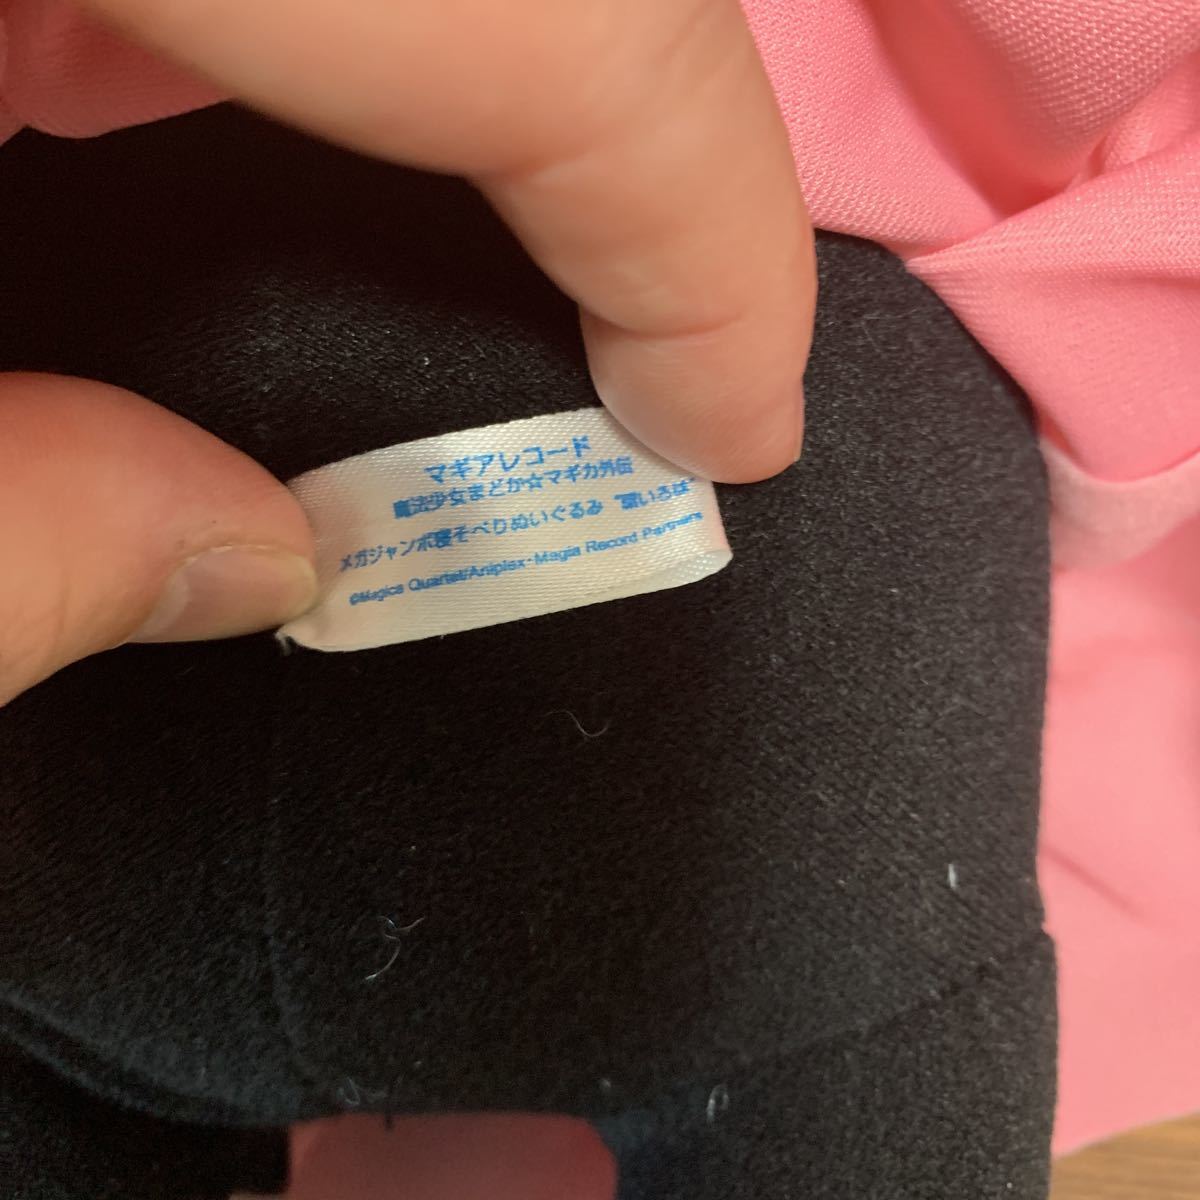 マギアレコード
魔法少女まどか☆マギカ外伝
メガジャンボ寝そべりぬいぐるみ "環いろは"
©Magica Quartet/Aniplex・Magia Record Partners